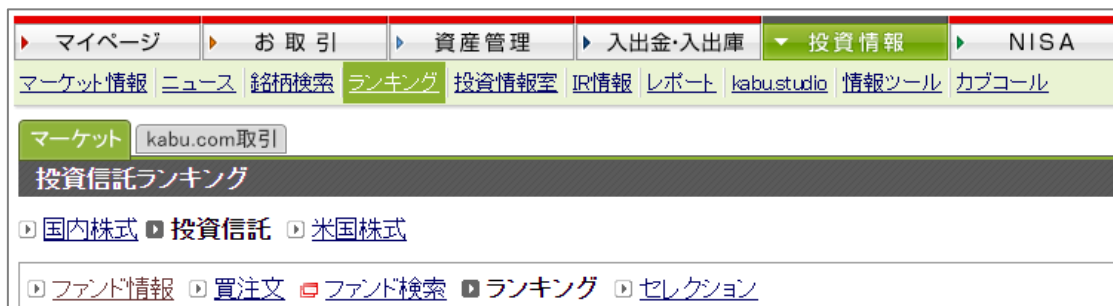 マイページ お取引 資産管理 入出金・入出庫 投資情報 NISA
マーケット情報 ニュース 銘柄検索 ランキング 投資情報室 IR情報 レポート kabu.studio 情報ツール カブコール
マーケット kabu.com取引
投資信託ランキング
国内株式 投資信託 米国株式
ファンド情報 買注文 ファンド検索 ランキング セレクション